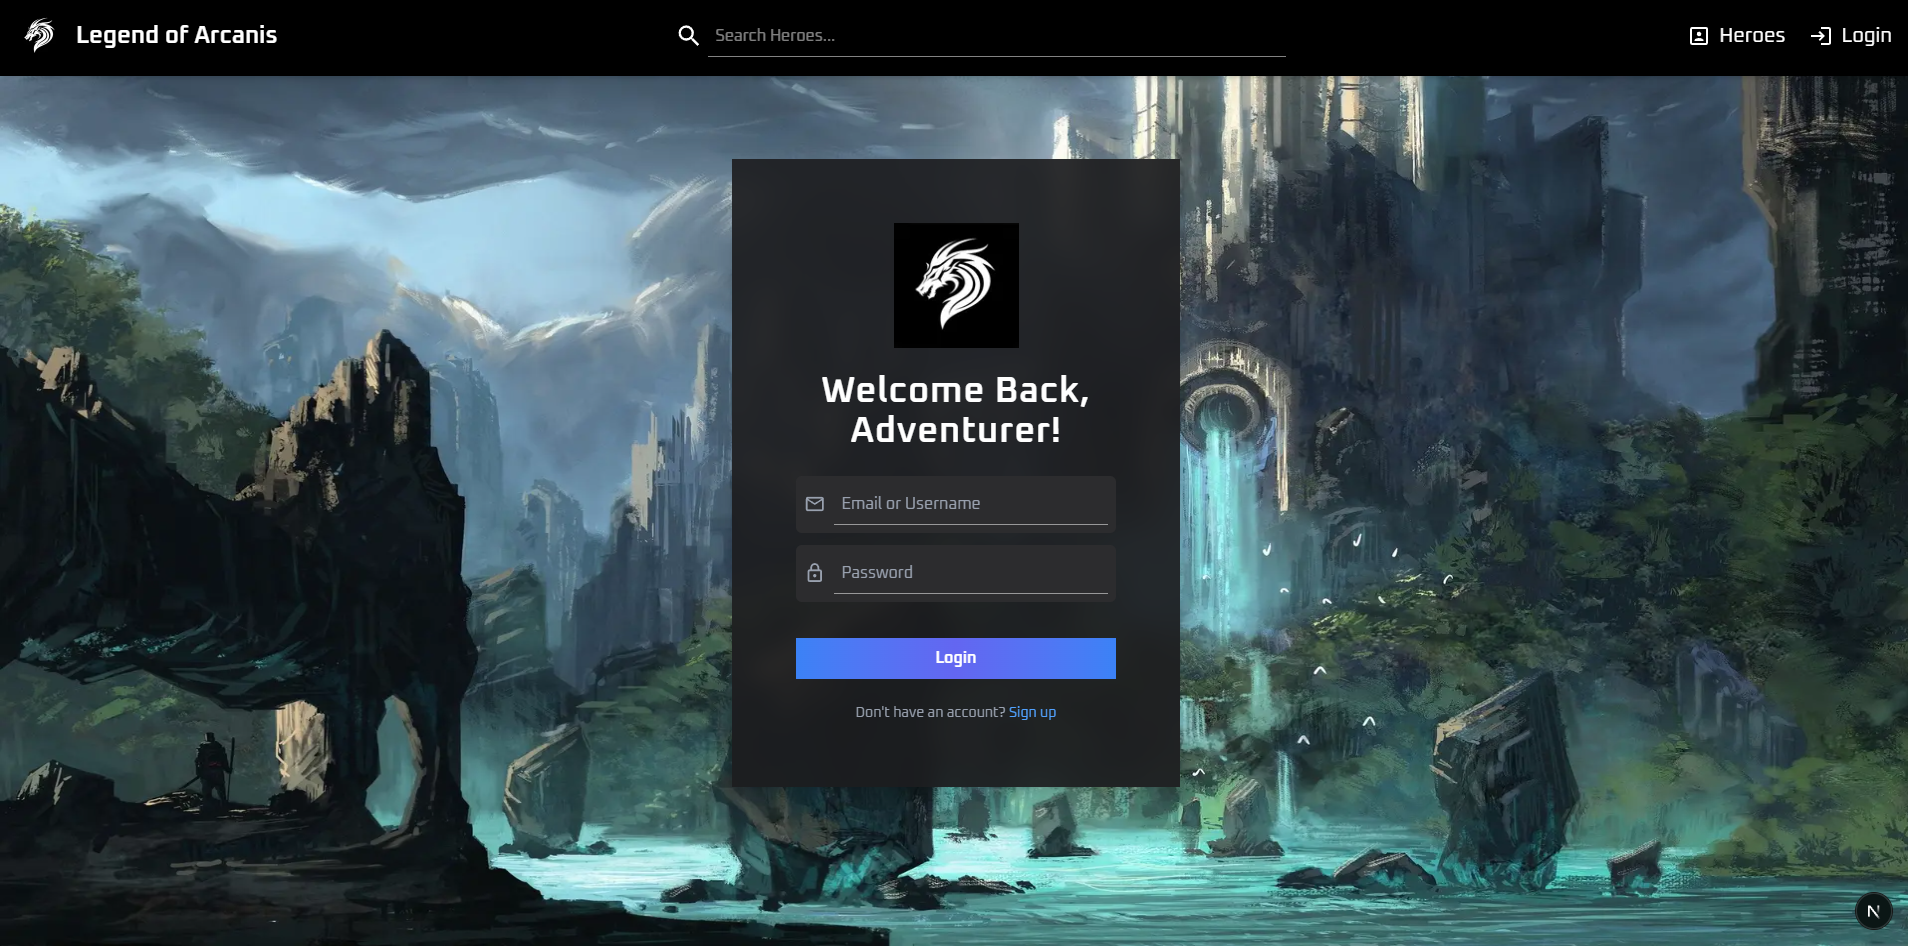 Legend of Arcanis
Search Heroes...
Heroes
Login
Welcome Back,
Adventurer!
Email or Username
Password
Login
Don't have an account? Sign up
N